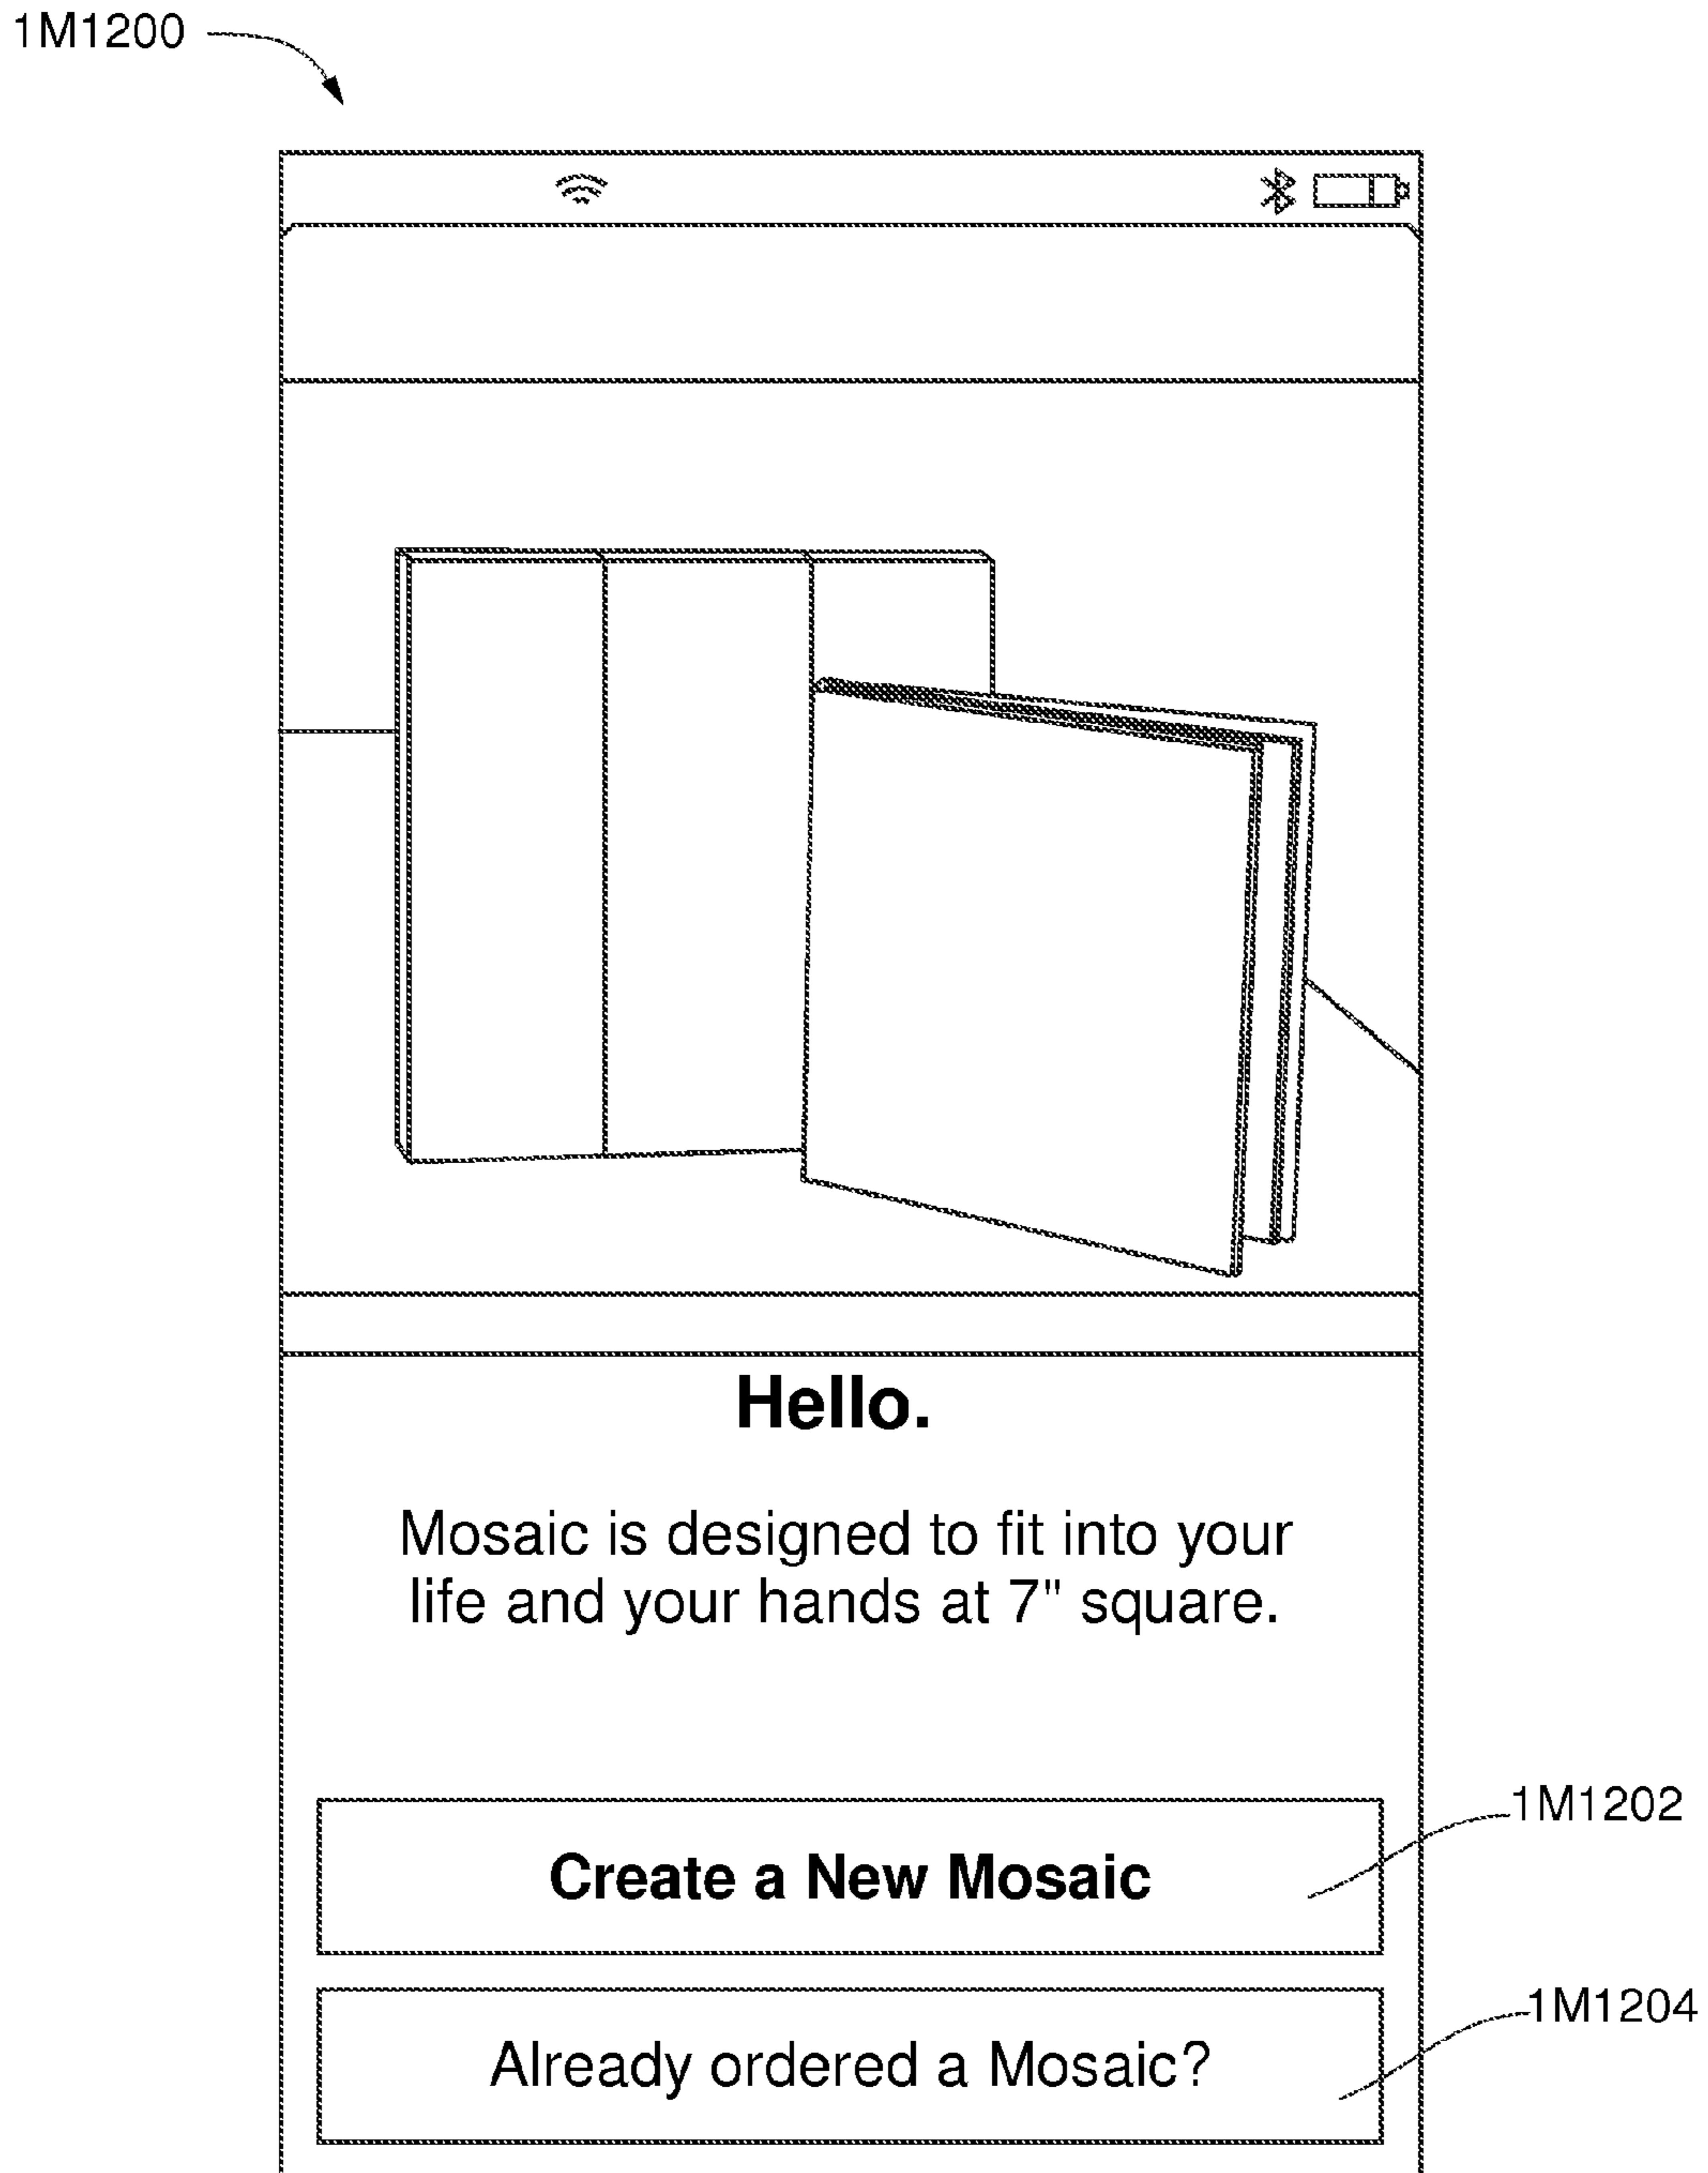 1M1200
Hello.
Mosaic is designed to fit into your
life and your hands at 7" square.
1M1202
Create a New Mosaic
1M1204
Already ordered a Mosaic?